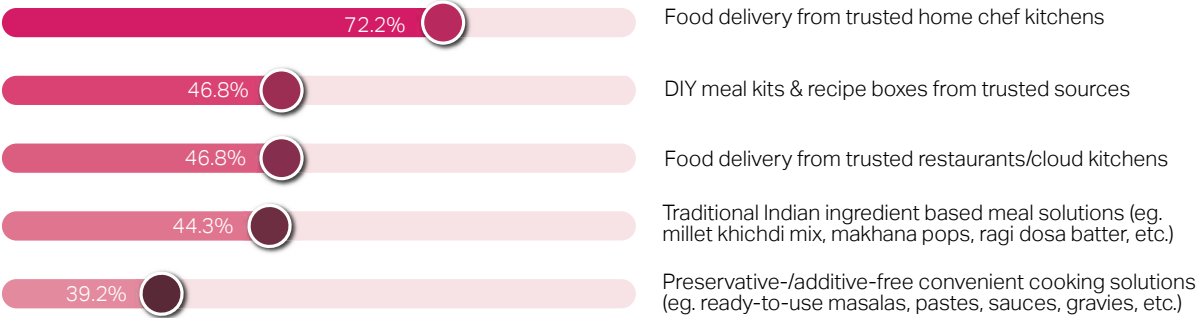 72.2%
Food delivery from trusted home chef kitchens
46.8%
DIY meal kits & recipe boxes from trusted sources
46.8%
Food delivery from trusted restaurants/cloud kitchens
44.3%
Traditional Indian ingredient based meal solutions (eg.
millet khichdi mix, makhana pops, ragi dosa batter, etc.)
39.2%
Preservative-/additive-free convenient cooking solutions
(eg. ready-to-use masalas, pastes, sauces, gravies, etc.)